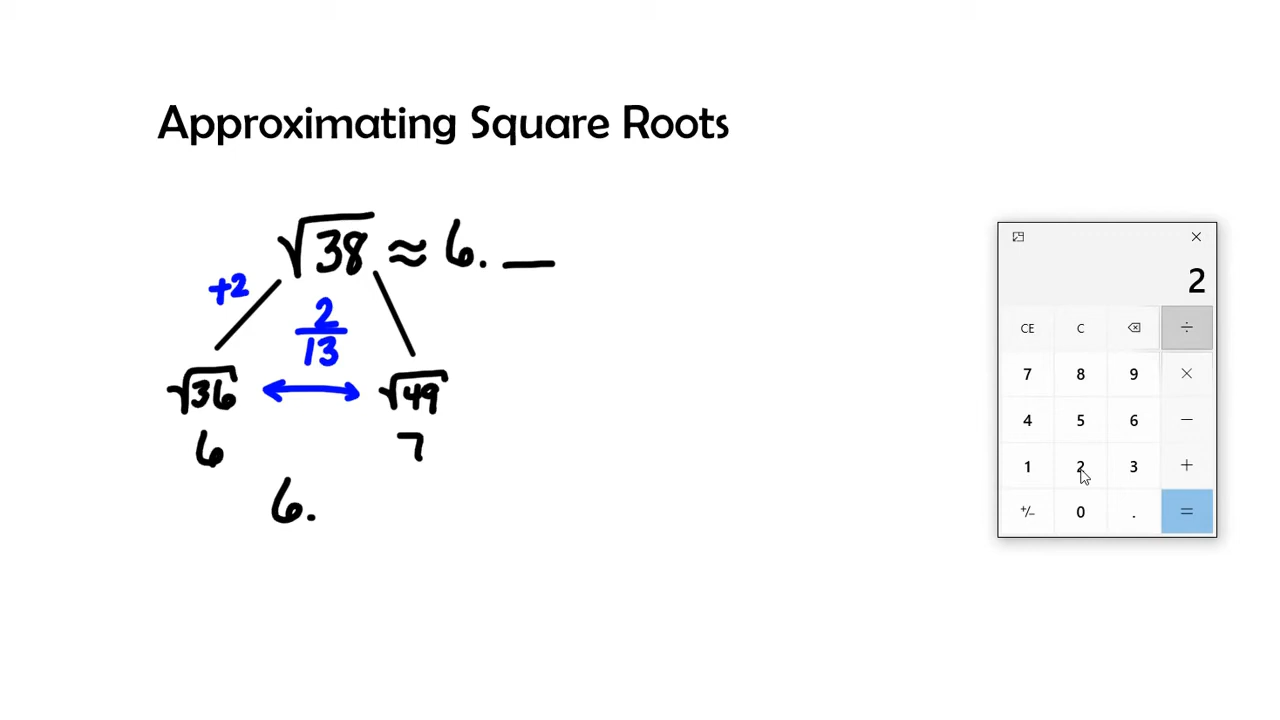 Approximating Square Roots
√38 ≈ 6. __
+2
2
13
√36 √49
6 7
6.
2
CE C ⌫ ÷
7 8 9 ×
4 5 6 −
1 2 3 +
+/− 0 . =